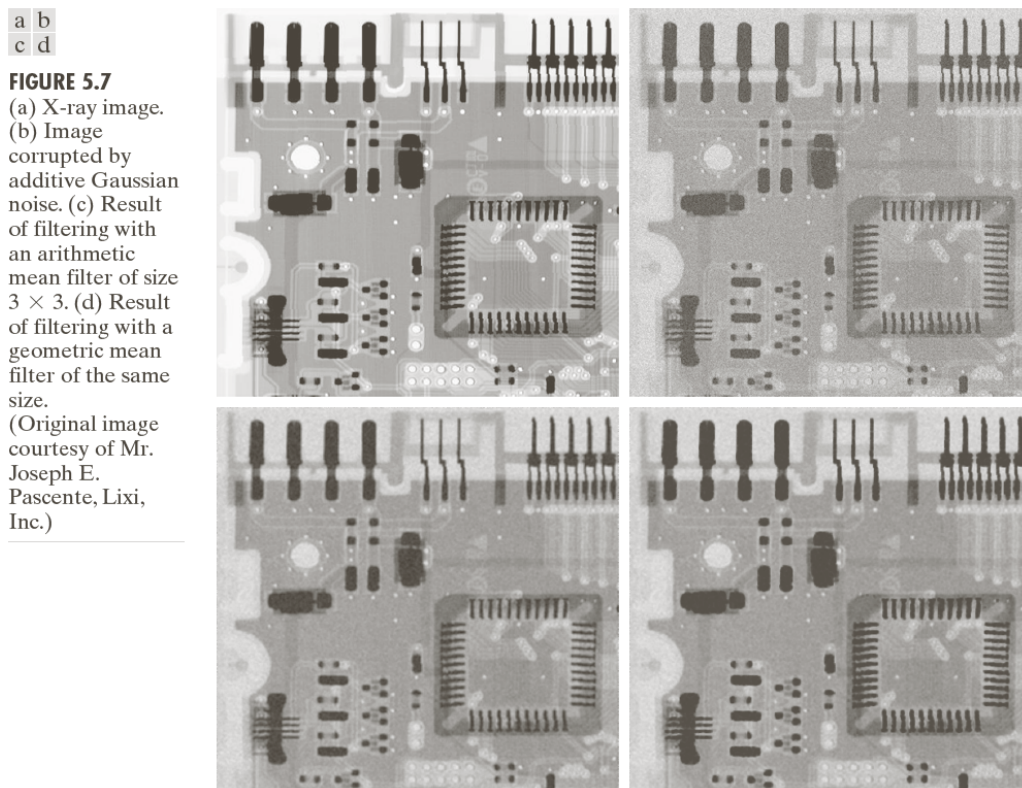 a b
c d
FIGURE 5.7
(a) X-ray image.
(b) Image
corrupted by
additive Gaussian
noise. (c) Result
of filtering with
an arithmetic
mean filter of size
3 × 3. (d) Result
of filtering with a
geometric mean
filter of the same
size.
(Original image
courtesy of Mr.
Joseph E.
Pascente, Lixi,
Inc.)